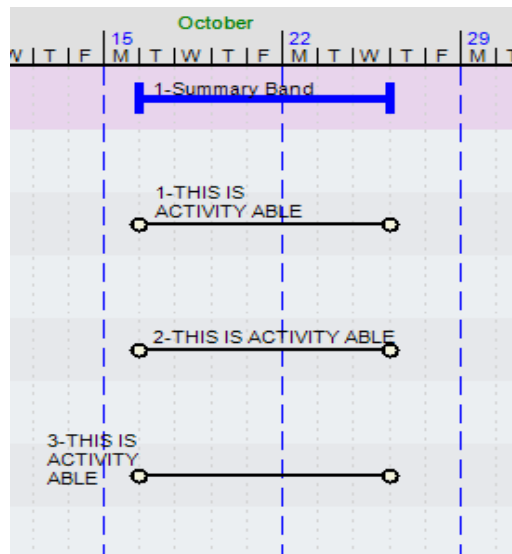 October
15 22 29
W T F M T W T F M T W T F M T
1-Summary Band
1-THIS IS
ACTIVITY ABLE
2-THIS IS ACTIVITY ABLE
3-THIS IS
ACTIVITY
ABLE